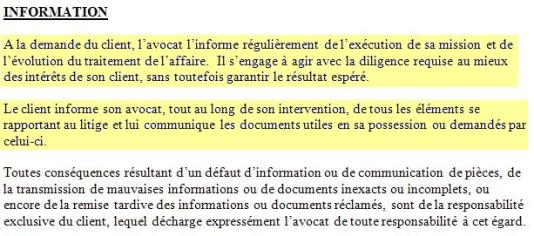 INFORMATION
A la demande du client, l'avocat l'informe régulièrement de l'exécution de sa mission et de
l'évolution du traitement de l'affaire. Il s'engage à agir avec la diligence requise au mieux
des intérêts de son client, sans toutefois garantir le résultat espéré.
Le client informe son avocat, tout au long de son intervention, de tous les éléments se
rapportant au litige et lui communique les documents utiles en sa possession ou demandés par
celui-ci.
Toutes conséquences résultant d'un défaut d'information ou de communication de pièces, de
la transmission de mauvaises informations ou de documents inexacts ou incomplets, ou
encore de la remise tardive des informations ou documents réclamés, sont de la responsabilité
exclusive du client, lequel décharge expressément l'avocat de toute responsabilité à cet égard.